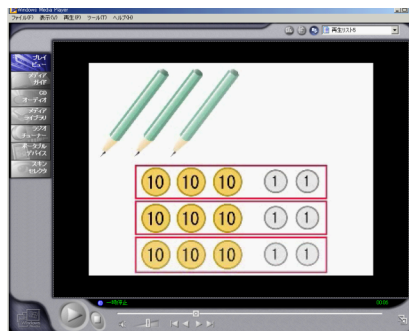 Windows Media Player
ファイル(F) 表示(V) 再生(P) ツール(T) ヘルプ(H)
再生リスト5
プレイ
ビュー
メディア
ガイド
CD
オーディオ
メディア
ライブラリ
ラジオ
チューナー
ポータブル
デバイス
スキン
セレクタ
10 10 10 1 1
10 10 10 1 1
10 10 10 1 1
一時停止